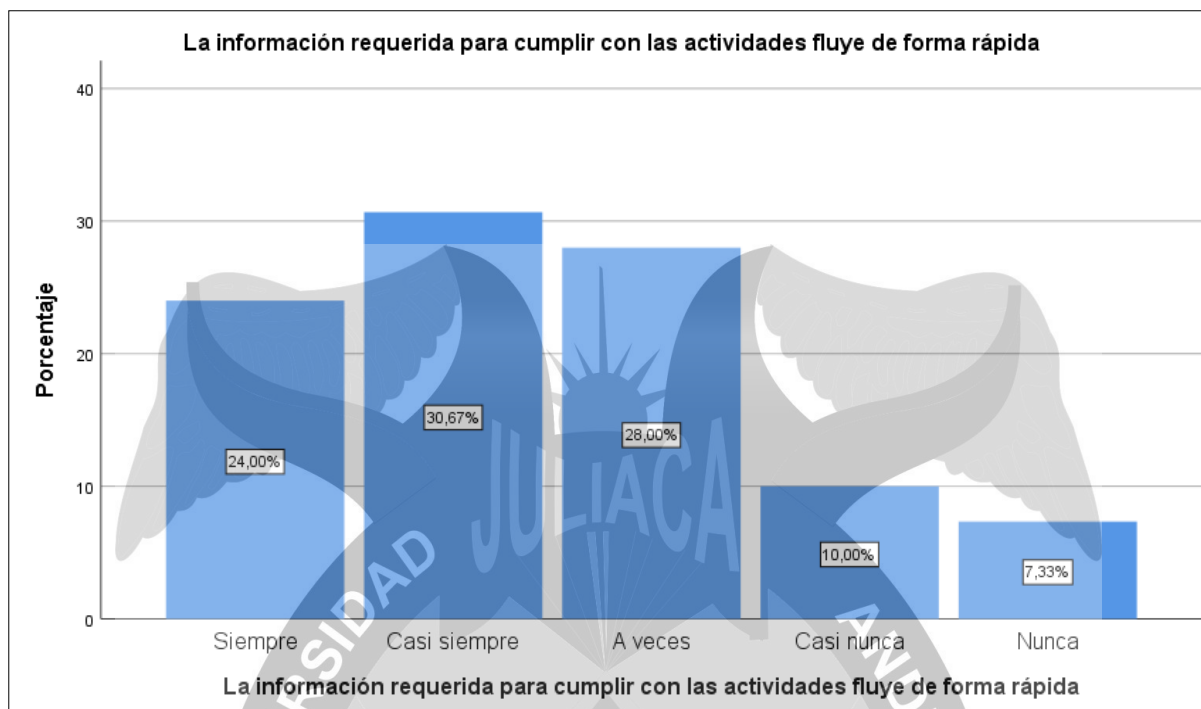 La información requerida para cumplir con las actividades fluye de forma rápida
Porcentaje
40
30
20
10
0
24,00%
30,67%
28,00%
10,00%
7,33%
Siempre
Casi siempre
A veces
Casi nunca
Nunca
La información requerida para cumplir con las actividades fluye de forma rápida
JULIACA
RSIDAD
AND